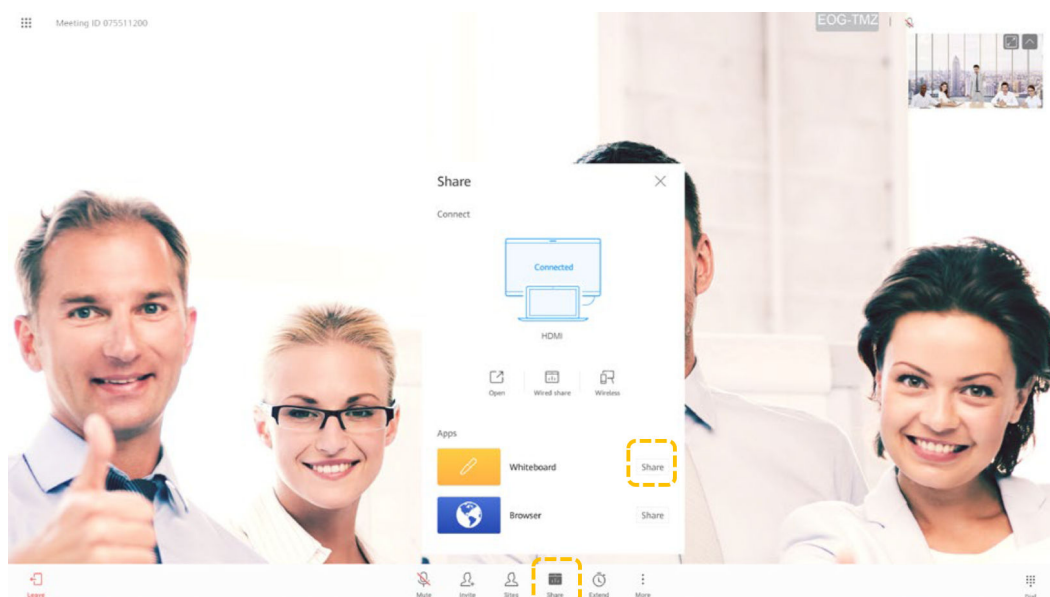 Meeting ID 075511200
EOG-TMZ
Share
Connect
Connected
HDMI
Open
Wired share
Wireless
Apps
Whiteboard
Share
Browser
Share
Leave
Mute
Invite
Sites
Share
Extend
More